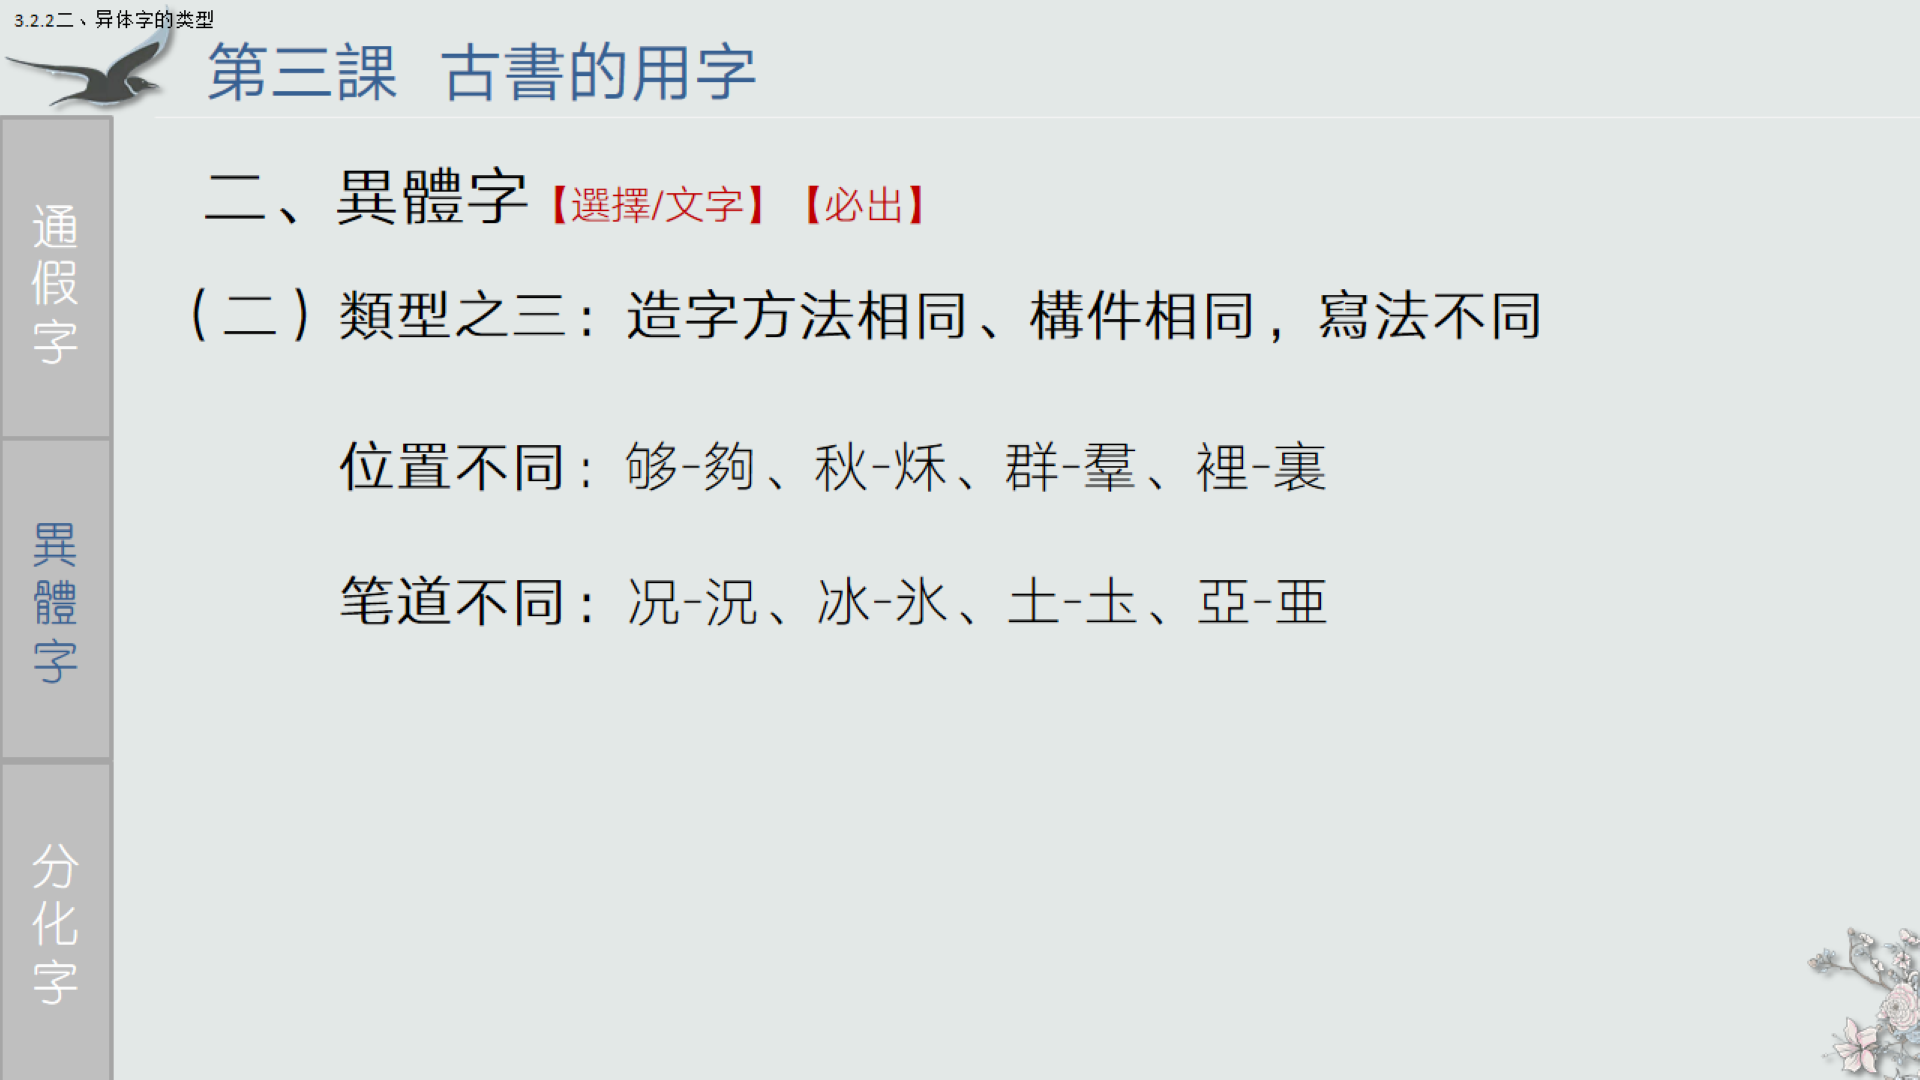 3.2.2二、异体字的类型
第三課 古書的用字
通假字
異體字
分化字
二、異體字【選擇/文字】【必出】
(二) 類型之三：造字方法相同、構件相同，寫法不同
位置不同：够-夠、秋-秌、群-羣、裡-裏
笔道不同：况-況、冰-氷、土-圡、亞-亜